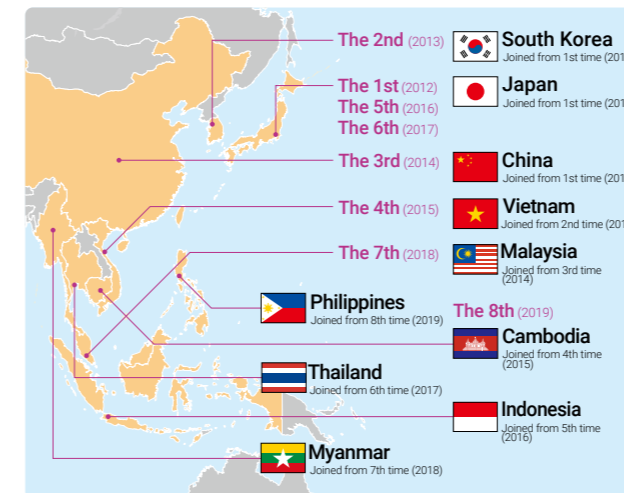 The 2nd (2013)
South Korea
Joined from 1st time (201
The 1st (2012)
The 5th (2016)
The 6th (2017)
Japan
Joined from 1st time (201
The 3rd (2014)
China
Joined from 1st time (201
The 4th (2015)
Vietnam
Joined from 2nd time (201
The 7th (2018)
Malaysia
Joined from 3rd time
(2014)
Philippines
Joined from 8th time (2019)
The 8th (2019)
Cambodia
Joined from 4th time
(2015)
Thailand
Joined from 6th time (2017)
Indonesia
Joined from 5th time
(2016)
Myanmar
Joined from 7th time (2018)